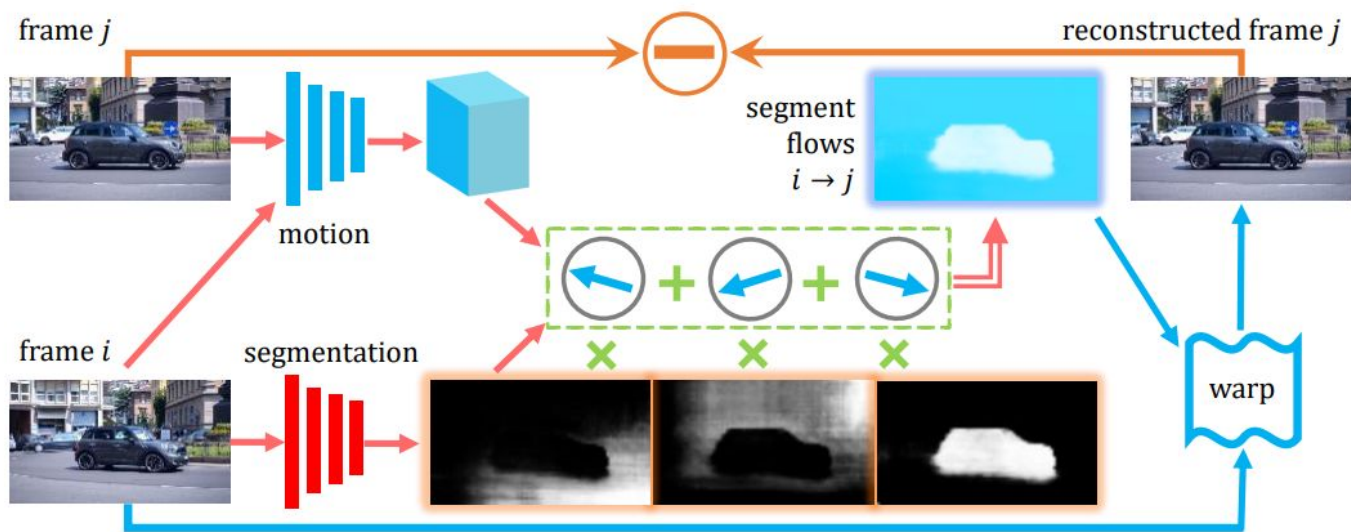 frame j
reconstructed frame j
segment
flows
i → j
motion
frame i
segmentation
warp